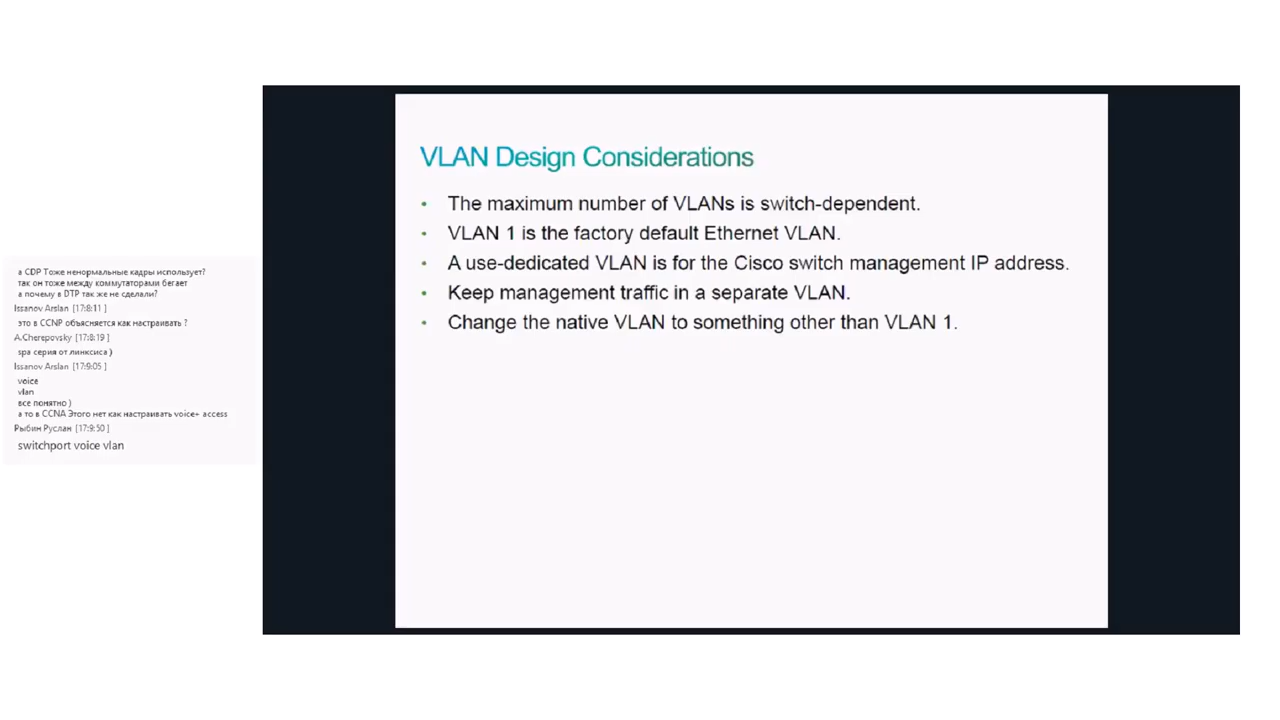 а CDP Тоже ненормальные кадры использует?
так он тоже между коммутаторами бегает
а почему в DTP так же не сделали?
Issanov Arslan [17:8:11 ]
это в CCNP объясняется как настраивать ?
A.Cherepovsky [17:8:19 ]
spa серия от линксиса )
Issanov Arslan [17:9:05 ]
voice
vlan
все понятно )
а то в CCNA Этого нет как настраивать voice+ access
Рыбин Руслан [17:9:50 ]
switchport voice vlan
VLAN Design Considerations
• The maximum number of VLANs is switch-dependent.
• VLAN 1 is the factory default Ethernet VLAN.
• A use-dedicated VLAN is for the Cisco switch management IP address.
• Keep management traffic in a separate VLAN.
• Change the native VLAN to something other than VLAN 1.